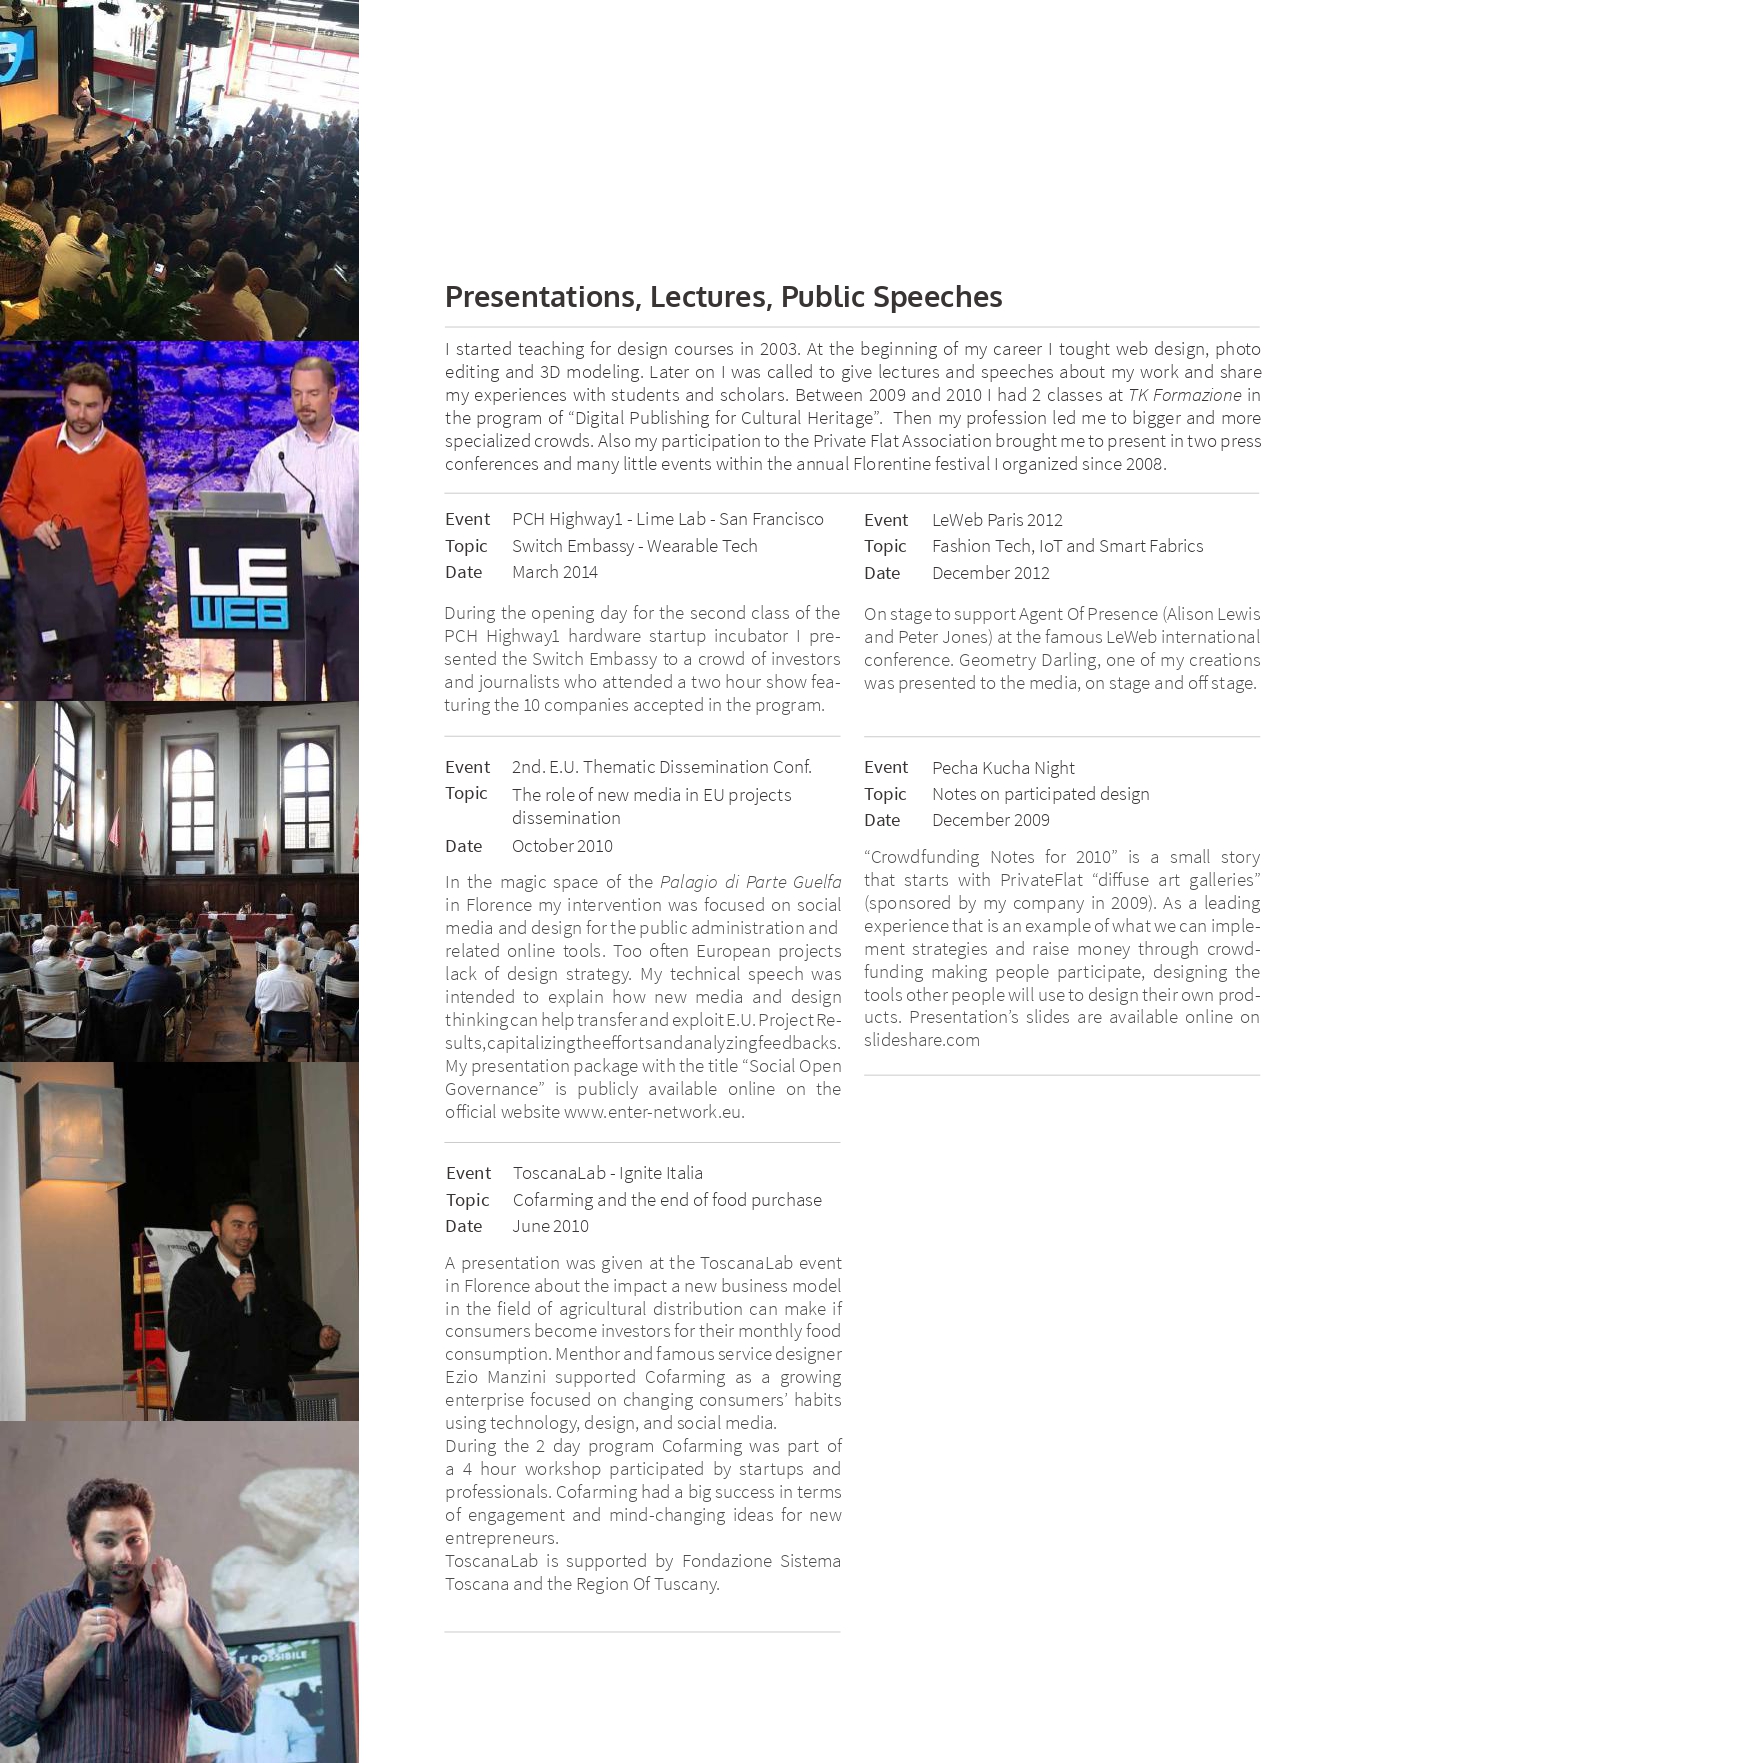 LE
WEB
E' POSSIBILE
Presentations, Lectures, Public Speeches
I started teaching for design courses in 2003. At the beginning of my career I tought web design, photo
editing and 3D modeling. Later on I was called to give lectures and speeches about my work and share
my experiences with students and scholars. Between 2009 and 2010 I had 2 classes at TK Formazione in
the program of “Digital Publishing for Cultural Heritage”. Then my profession led me to bigger and more
specialized crowds. Also my participation to the Private Flat Association brought me to present in two press
conferences and many little events within the annual Florentine festival I organized since 2008.
Event PCH Highway1 - Lime Lab - San Francisco
Topic Switch Embassy - Wearable Tech
Date March 2014
During the opening day for the second class of the
PCH Highway1 hardware startup incubator I pre-
sented the Switch Embassy to a crowd of investors
and journalists who attended a two hour show fea-
turing the 10 companies accepted in the program.
Event 2nd. E.U. Thematic Dissemination Conf.
Topic The role of new media in EU projects
dissemination
Date October 2010
In the magic space of the Palagio di Parte Guelfa
in Florence my intervention was focused on social
media and design for the public administration and
related online tools. Too often European projects
lack of design strategy. My technical speech was
intended to explain how new media and design
thinking can help transfer and exploit E.U. Project Re-
sults, capitalizing the efforts and analyzing feedbacks.
My presentation package with the title “Social Open
Governance” is publicly available online on the
official website www.enter-network.eu.
Event ToscanaLab - Ignite Italia
Topic Cofarming and the end of food purchase
Date June 2010
A presentation was given at the ToscanaLab event
in Florence about the impact a new business model
in the field of agricultural distribution can make if
consumers become investors for their monthly food
consumption. Menthor and famous service designer
Ezio Manzini supported Cofarming as a growing
enterprise focused on changing consumers’ habits
using technology, design, and social media.
During the 2 day program Cofarming was part of
a 4 hour workshop participated by startups and
professionals. Cofarming had a big success in terms
of engagement and mind-changing ideas for new
entrepreneurs.
ToscanaLab is supported by Fondazione Sistema
Toscana and the Region Of Tuscany.
Event LeWeb Paris 2012
Topic Fashion Tech, IoT and Smart Fabrics
Date December 2012
On stage to support Agent Of Presence (Alison Lewis
and Peter Jones) at the famous LeWeb international
conference. Geometry Darling, one of my creations
was presented to the media, on stage and off stage.
Event Pecha Kucha Night
Topic Notes on participated design
Date December 2009
“Crowdfunding Notes for 2010” is a small story
that starts with PrivateFlat “diffuse art galleries”
(sponsored by my company in 2009). As a leading
experience that is an example of what we can imple-
ment strategies and raise money through crowd-
funding making people participate, designing the
tools other people will use to design their own prod-
ucts. Presentation’s slides are available online on
slideshare.com